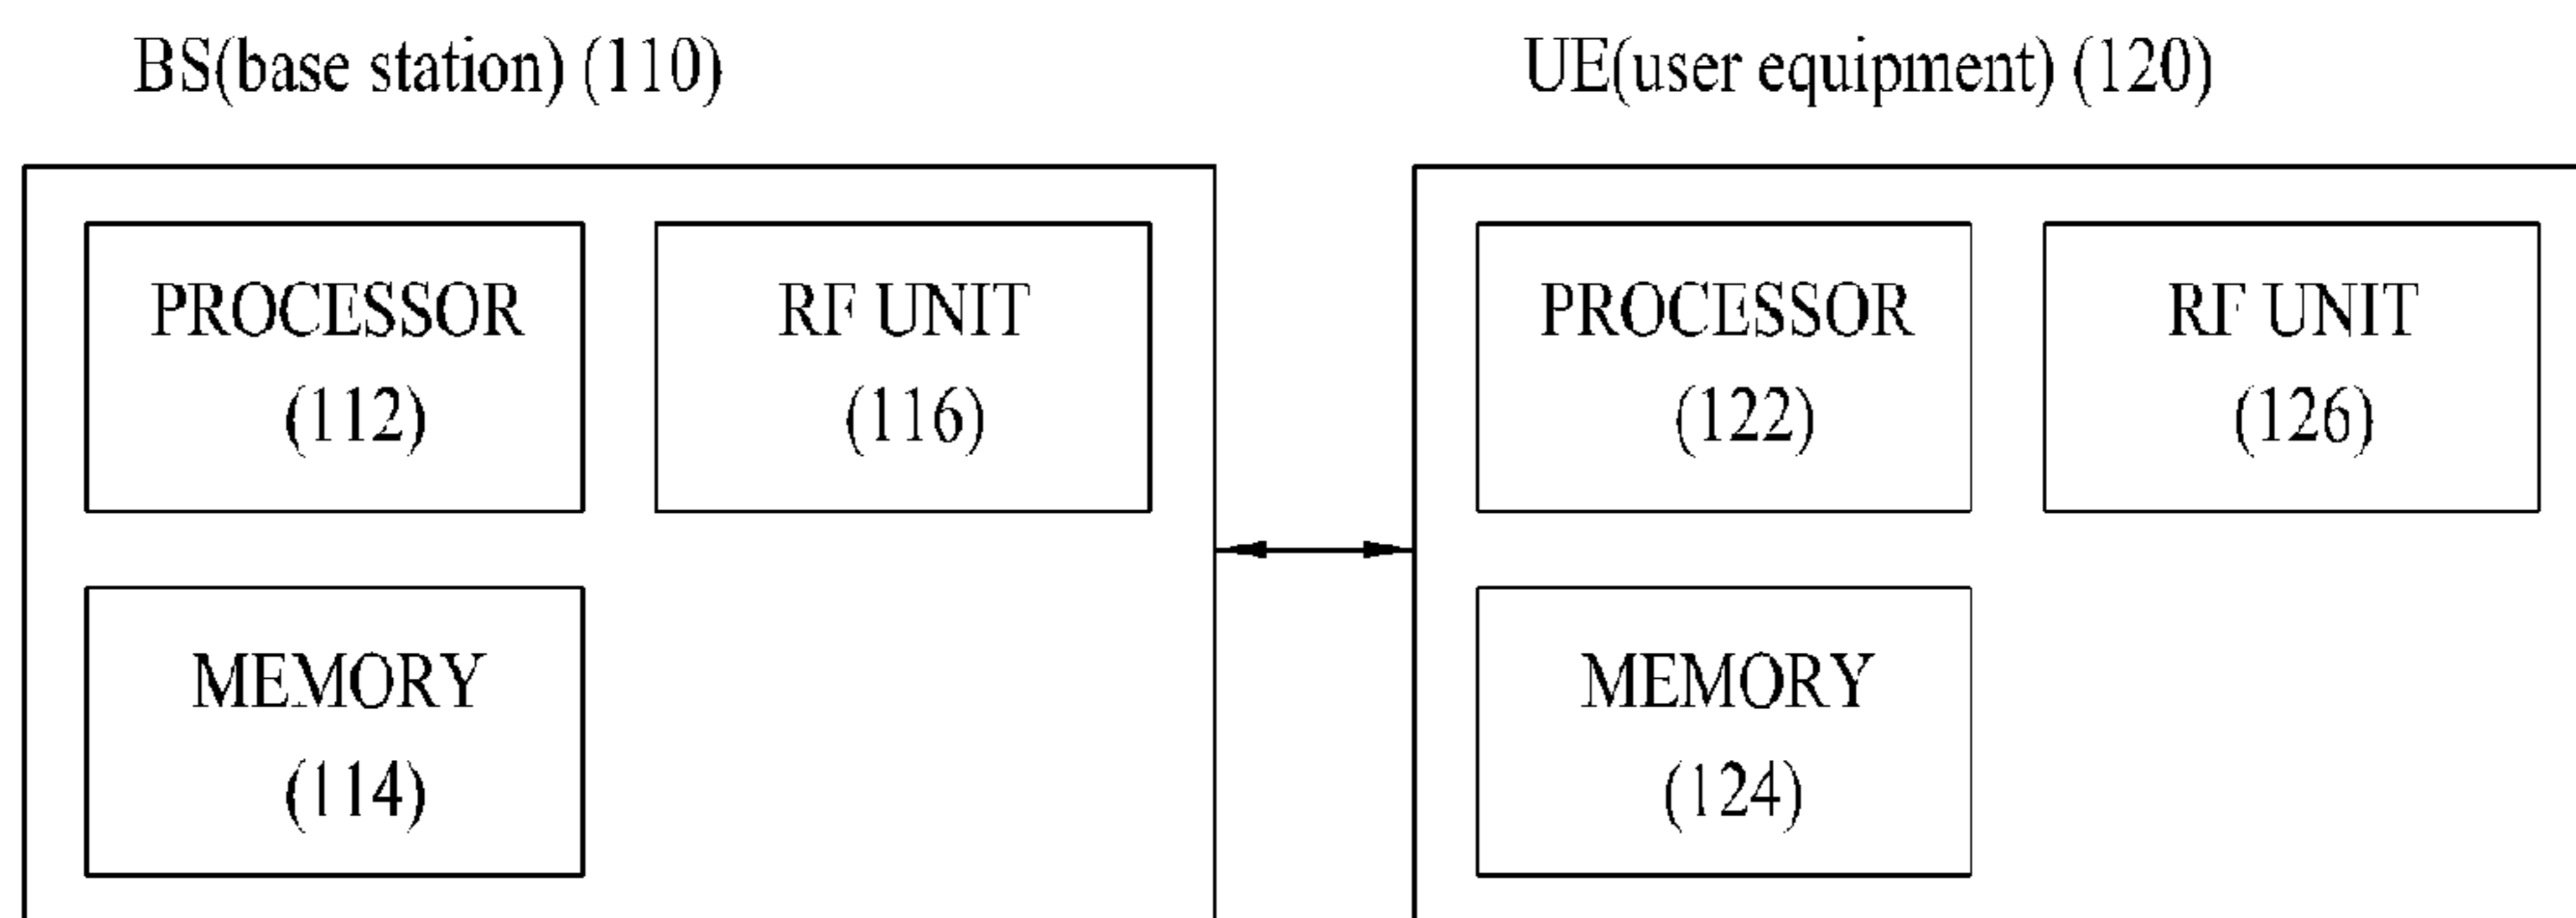 BS(base station) (110)
UE(user equipment) (120)
PROCESSOR
(112)
RF UNIT
(116)
MEMORY
(114)
PROCESSOR
(122)
RF UNIT
(126)
MEMORY
(124)